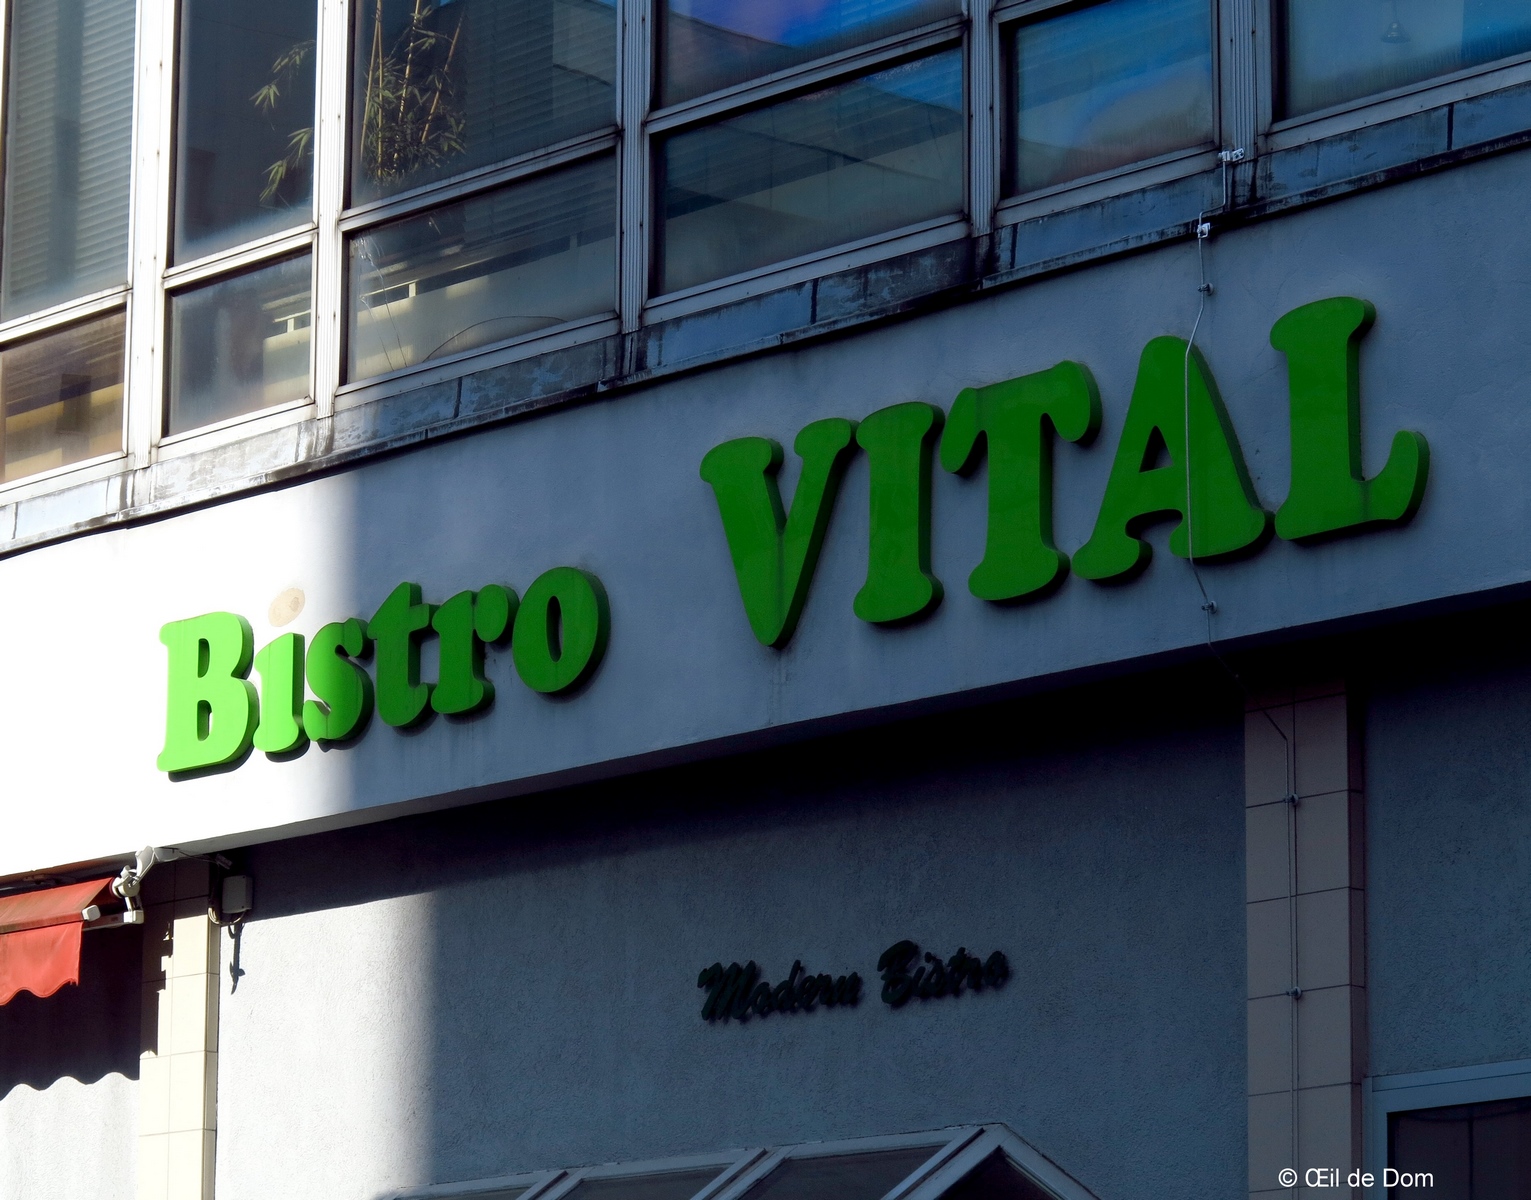 Bistro VITAL
Modern Bistro
© Œil de Dom